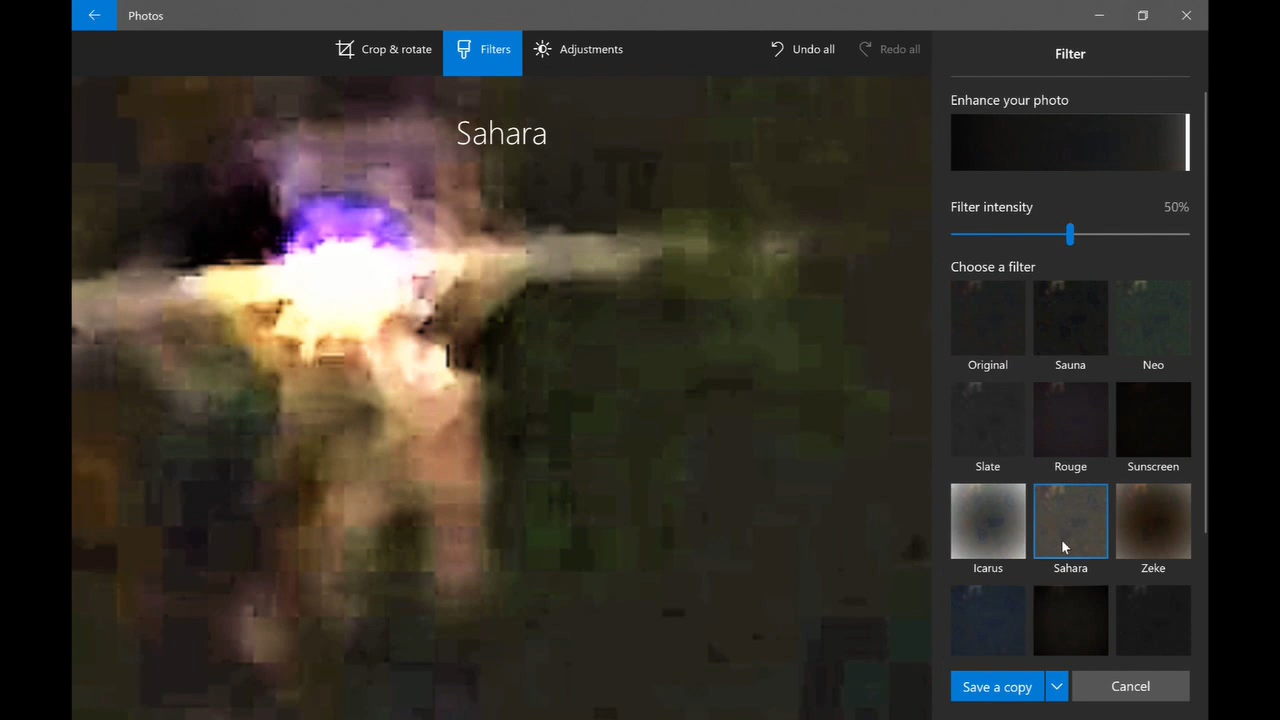 Photos
Crop & rotate
Filters
Adjustments
Undo all
Redo all
Filter
Sahara
Enhance your photo
Filter intensity 50%
Choose a filter
Original Sauna Neo
Slate Rouge Sunscreen
Icarus Sahara Zeke
Save a copy
Cancel